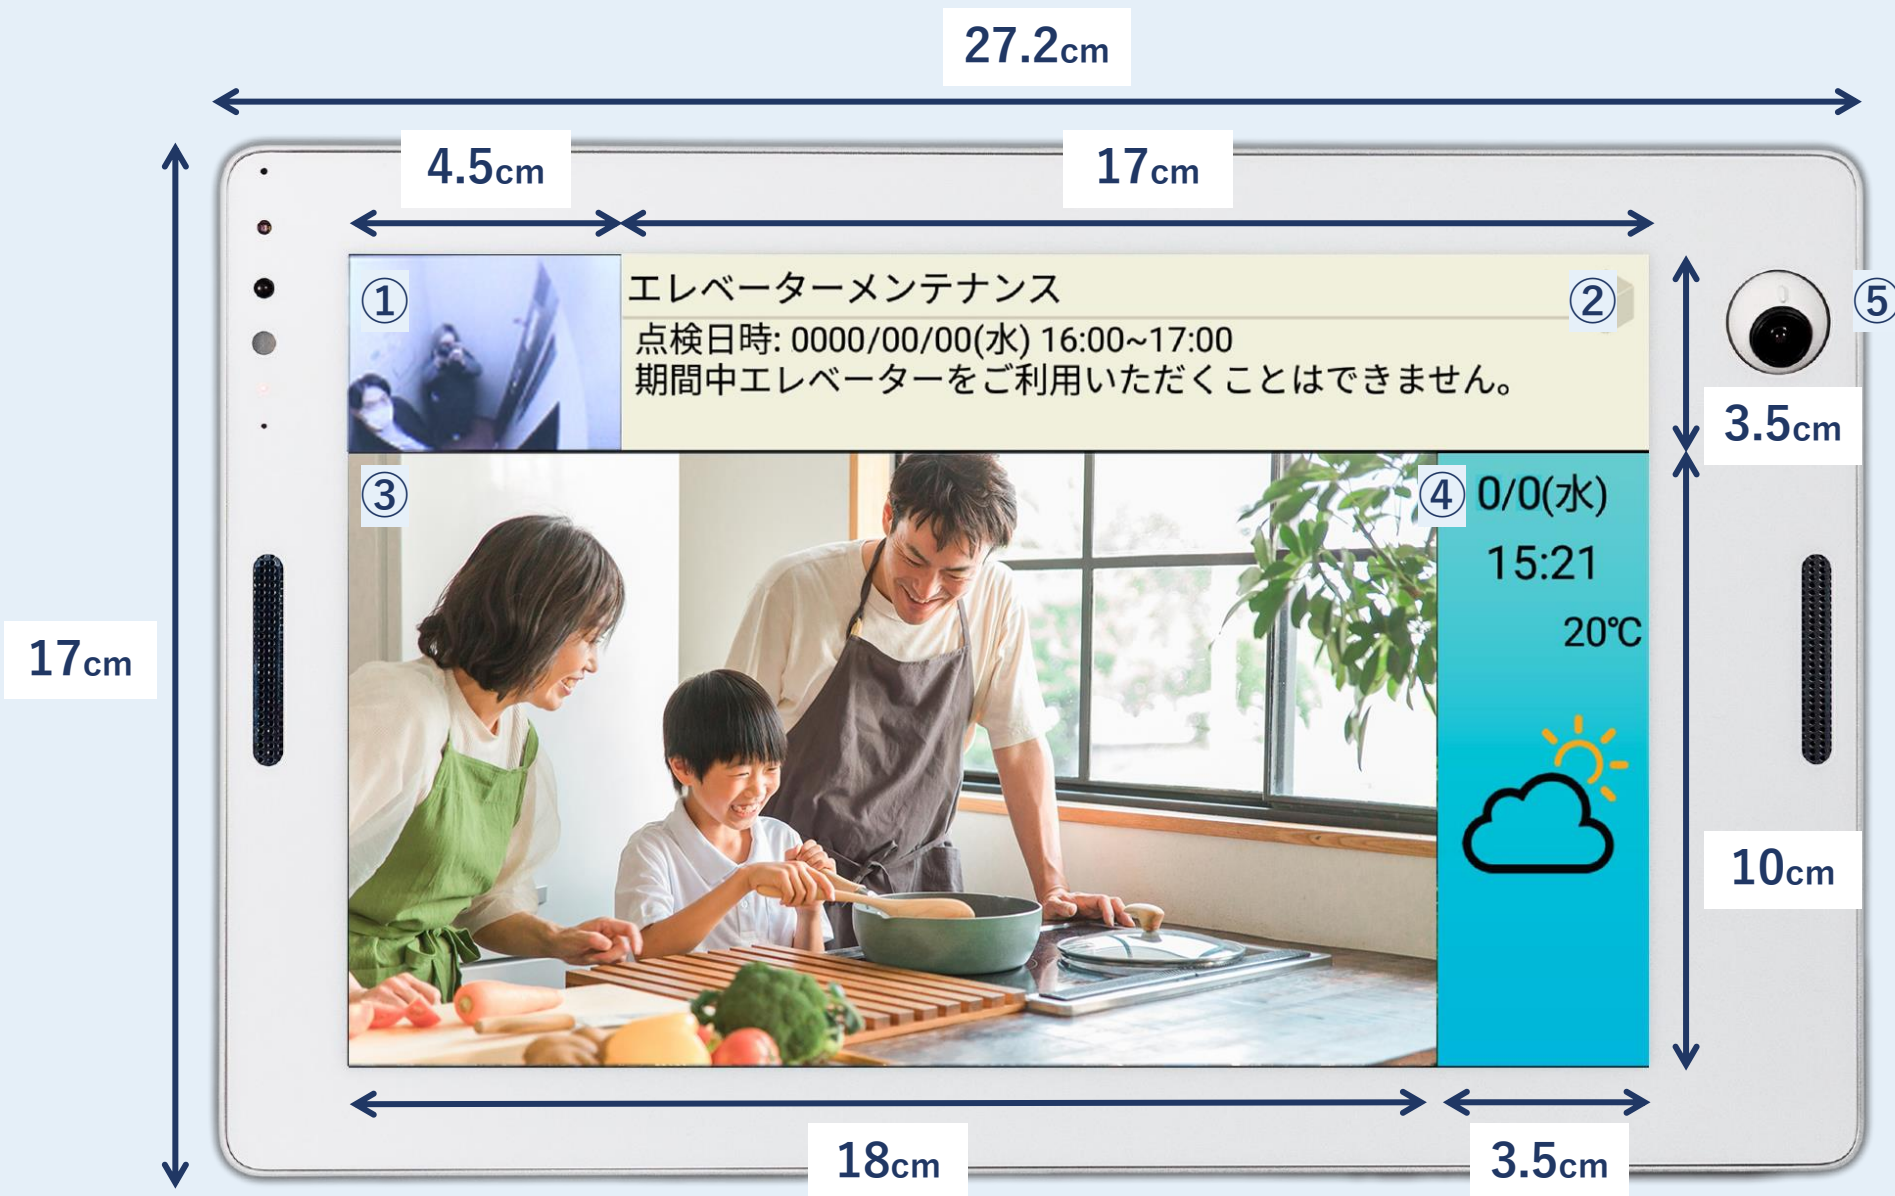 27.2cm
4.5cm
17cm
① エレベーターメンテナンス ②
点検日時: 0000/00/00(水) 16:00~17:00
期間中エレベーターをご利用いただくことはできません。
⑤
3.5cm
③
④ 0/0(水)
15:21
20℃
17cm
10cm
18cm
3.5cm